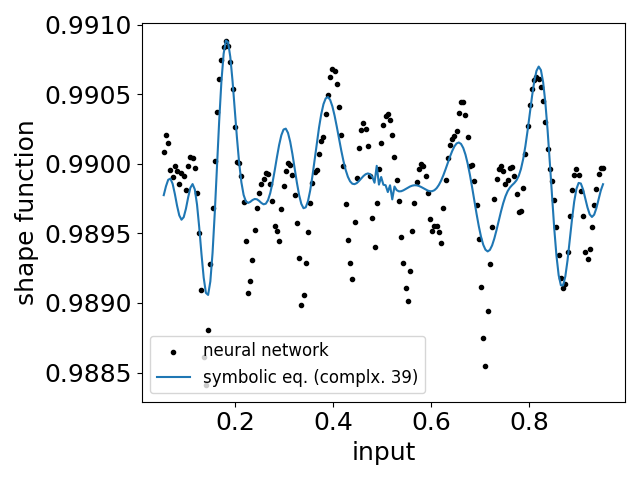 0.9910
0.9905
0.9900
0.9895
0.9890
0.9885
shape function
neural network
symbolic eq. (complx. 39)
0.2 0.4 0.6 0.8
input